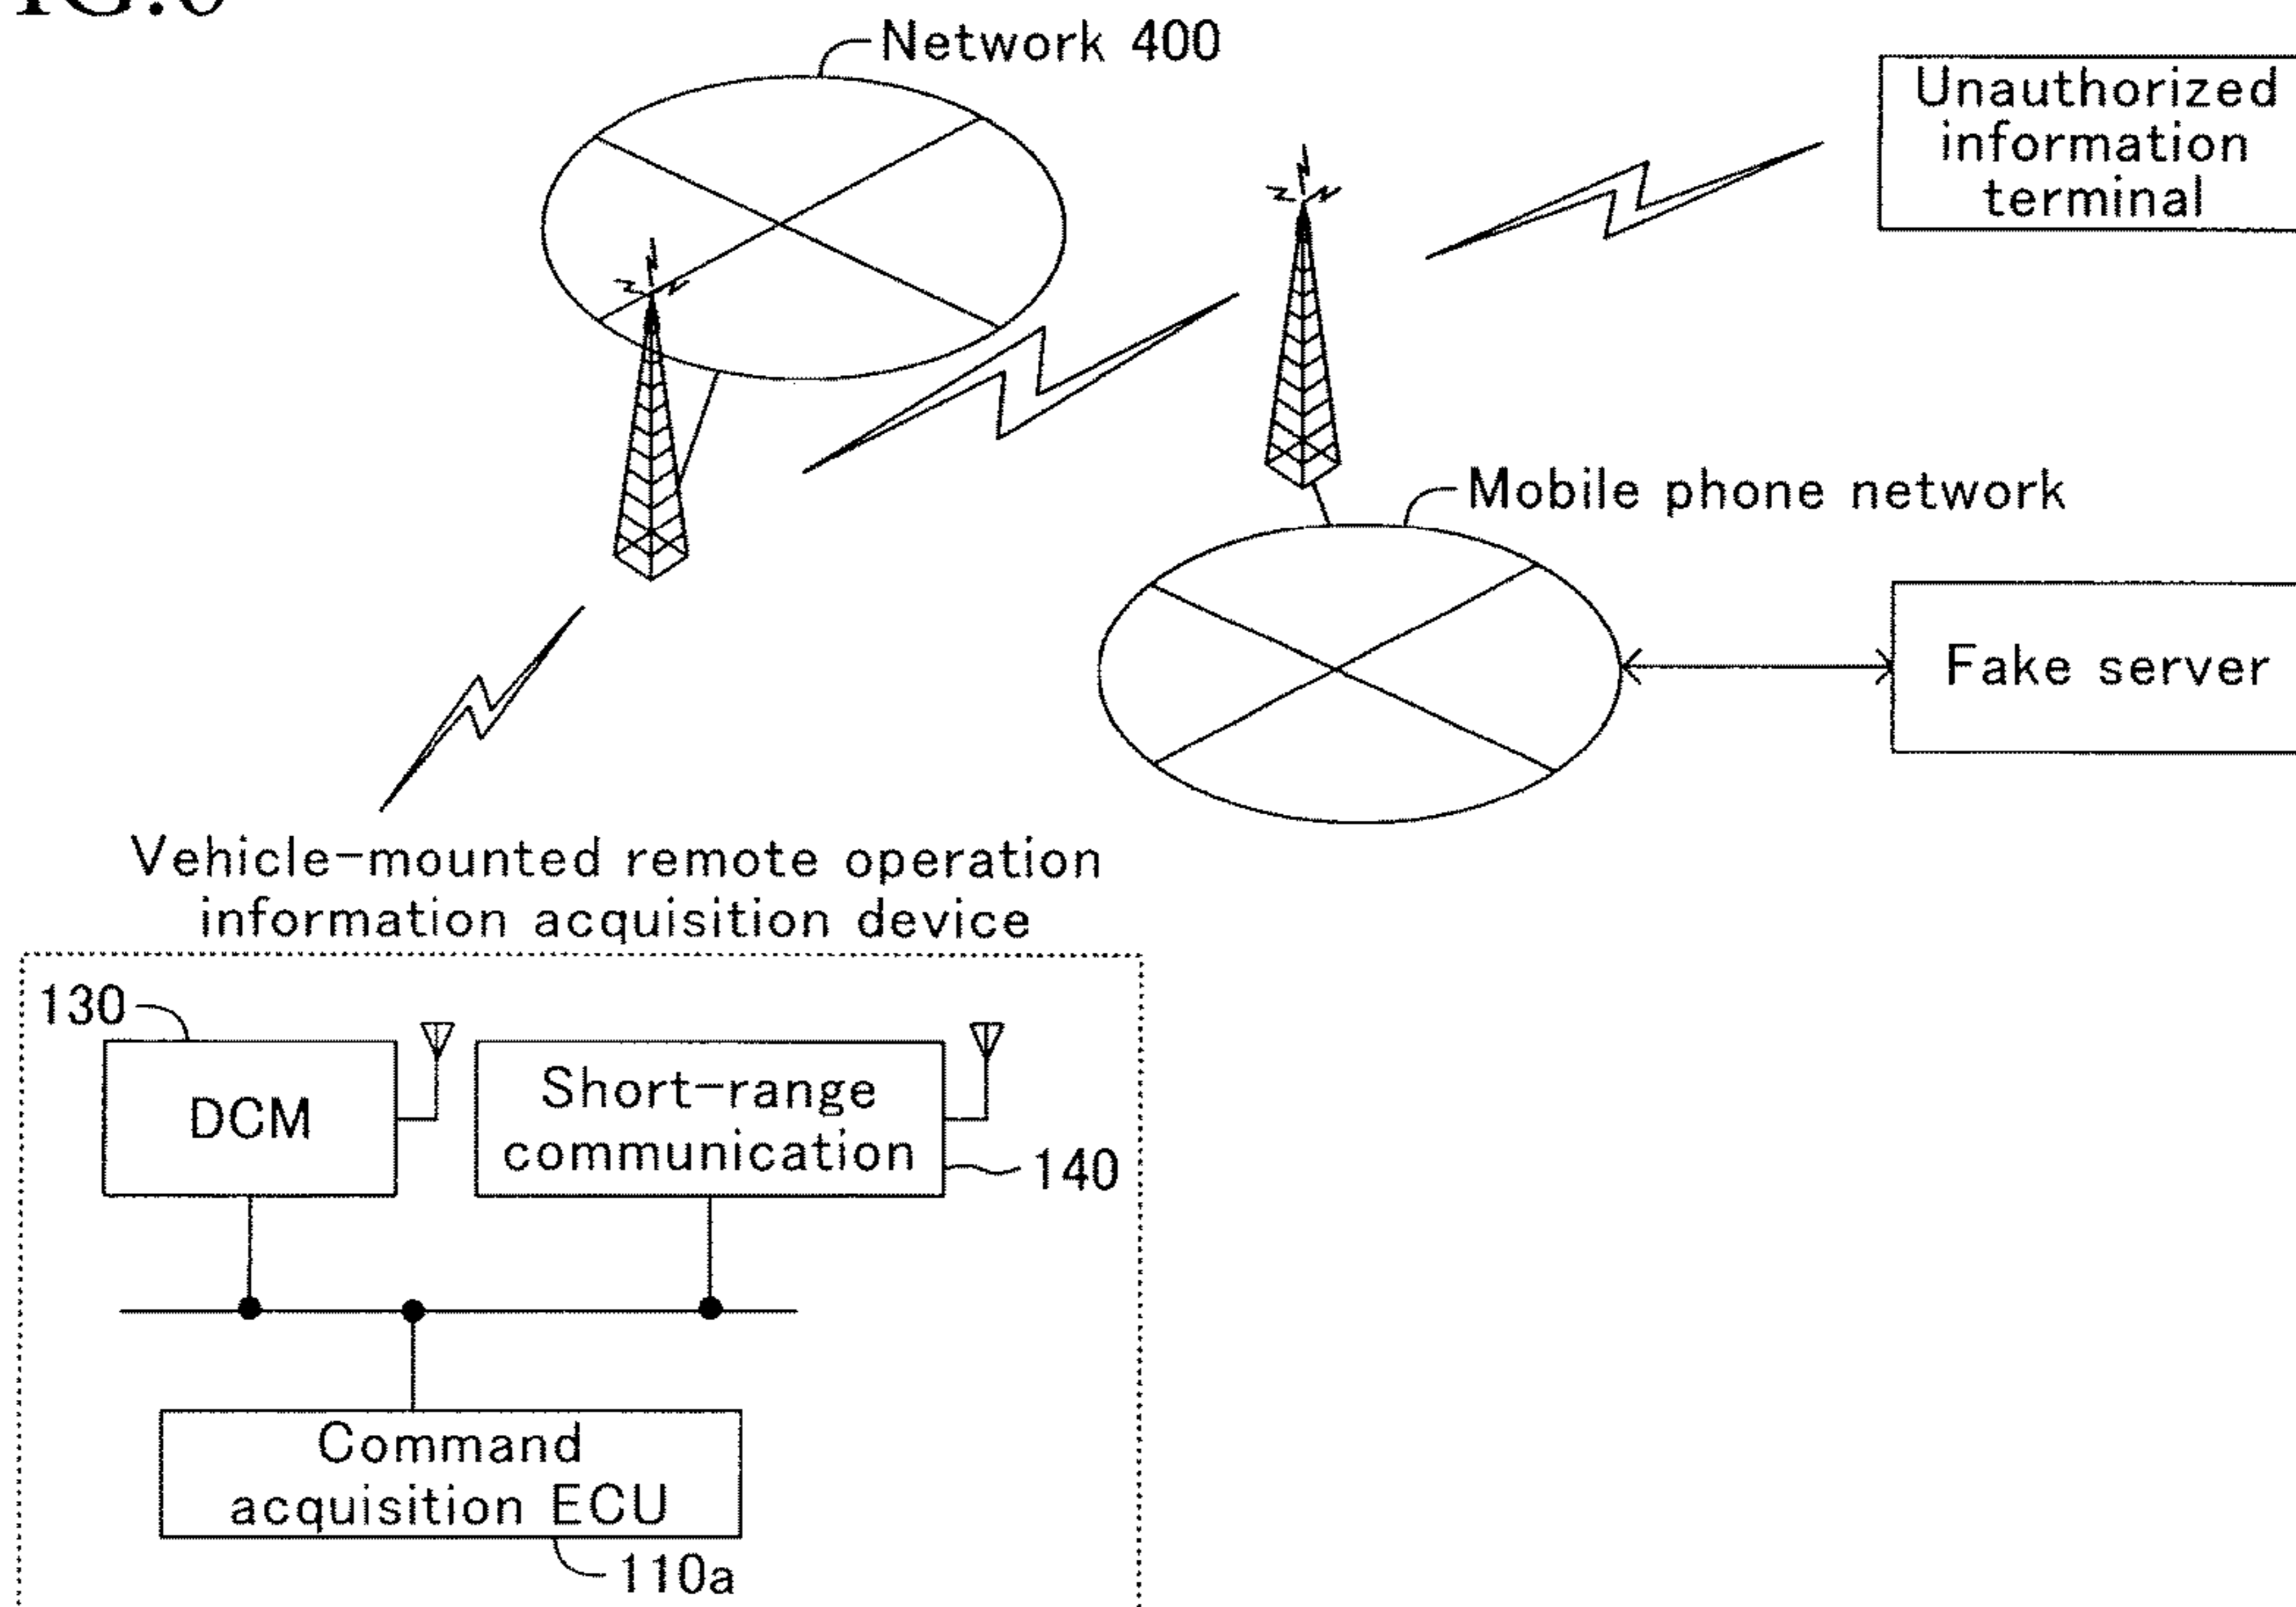 Network 400
Unauthorized
information
terminal
Mobile phone network
Fake server
Vehicle-mounted remote operation
information acquisition device
130
DCM
Short-range
communication
140
Command
acquisition ECU
110a